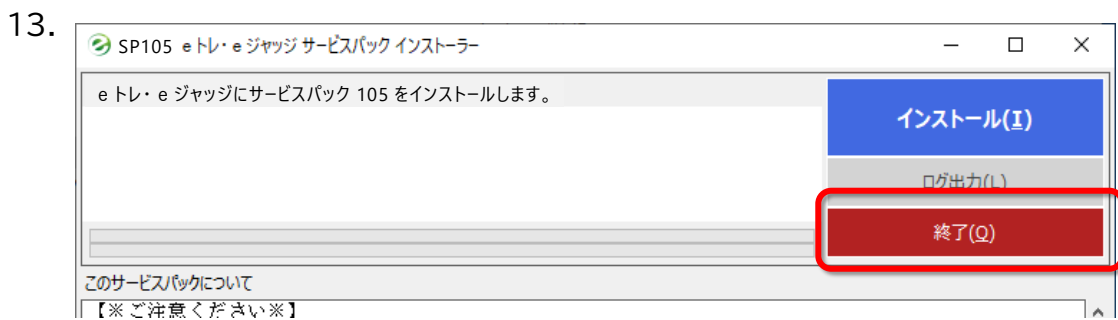 13.
SP105 eトレ・eジャッジ サービスパック インストーラー
eトレ・eジャッジにサービスパック 105 をインストールします。
インストール(I)
ログ出力(L)
終了(Q)
このサービスパックについて
【※ご注意ください※】